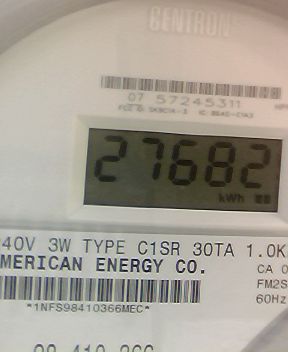 CENTRON
07 57245311
27682
kWh
40V 3W TYPE C1SR 30TA 1.0K
MERICAN ENERGY CO.
CA 0
FM2S
60Hz
*1NFS98410366MEC*